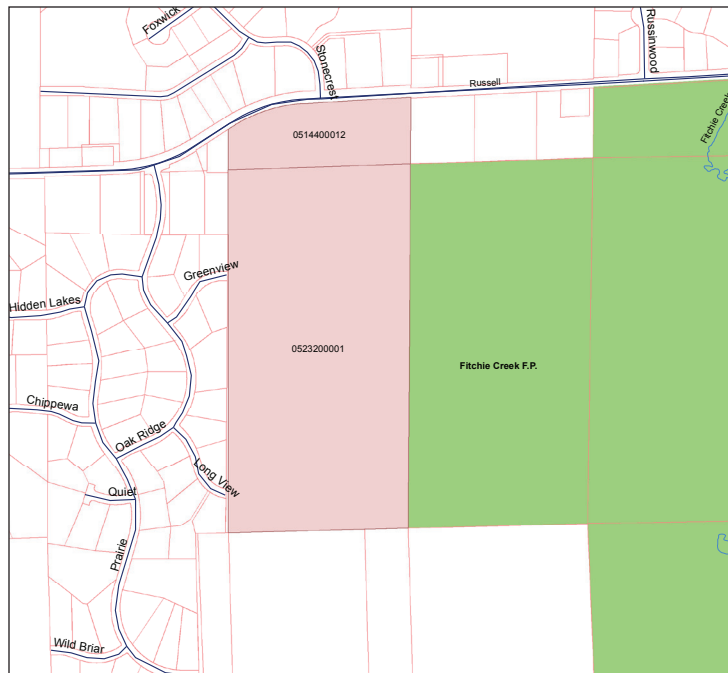 Foxwick
Stonecrest
Russinwood
Russell
Fitchie Creek
0514400012
Greenview
Hidden Lakes
0523200001
Fitchie Creek F.P.
Chippewa
Oak Ridge
Long View
Quiet
Prairie
Wild Briar